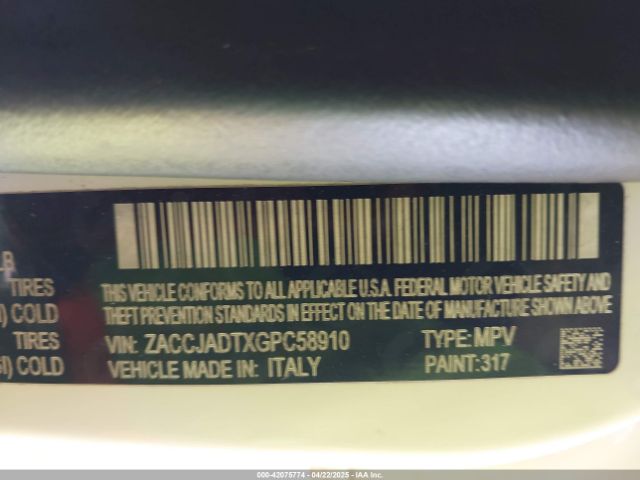 LB
TIRES
COLD
TIRES
COLD
THIS VEHICLE CONFORMS TO ALL APPLICABLE U.S.A. FEDERAL MOTOR VEHICLE SAFETY AND
THEFT PREVENTION STANDARDS IN EFFECT ON THE DATE OF MANUFACTURE SHOWN ABOVE
VIN: ZACCJADTXGPC58910 TYPE: MPV
VEHICLE MADE IN: ITALY PAINT: 317
000-42075774 - 04/22/2025 - © IAA Inc.